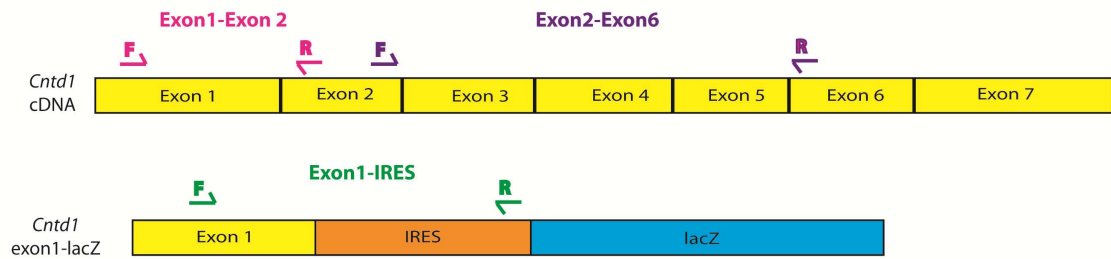 Exon1-Exon 2 Exon2-Exon6
F R F R
Cntd1
cDNA
Exon 1 Exon 2 Exon 3 Exon 4 Exon 5 Exon 6 Exon 7
Exon1-IRES
F R
Cntd1
exon1-lacZ
Exon 1 IRES lacZ